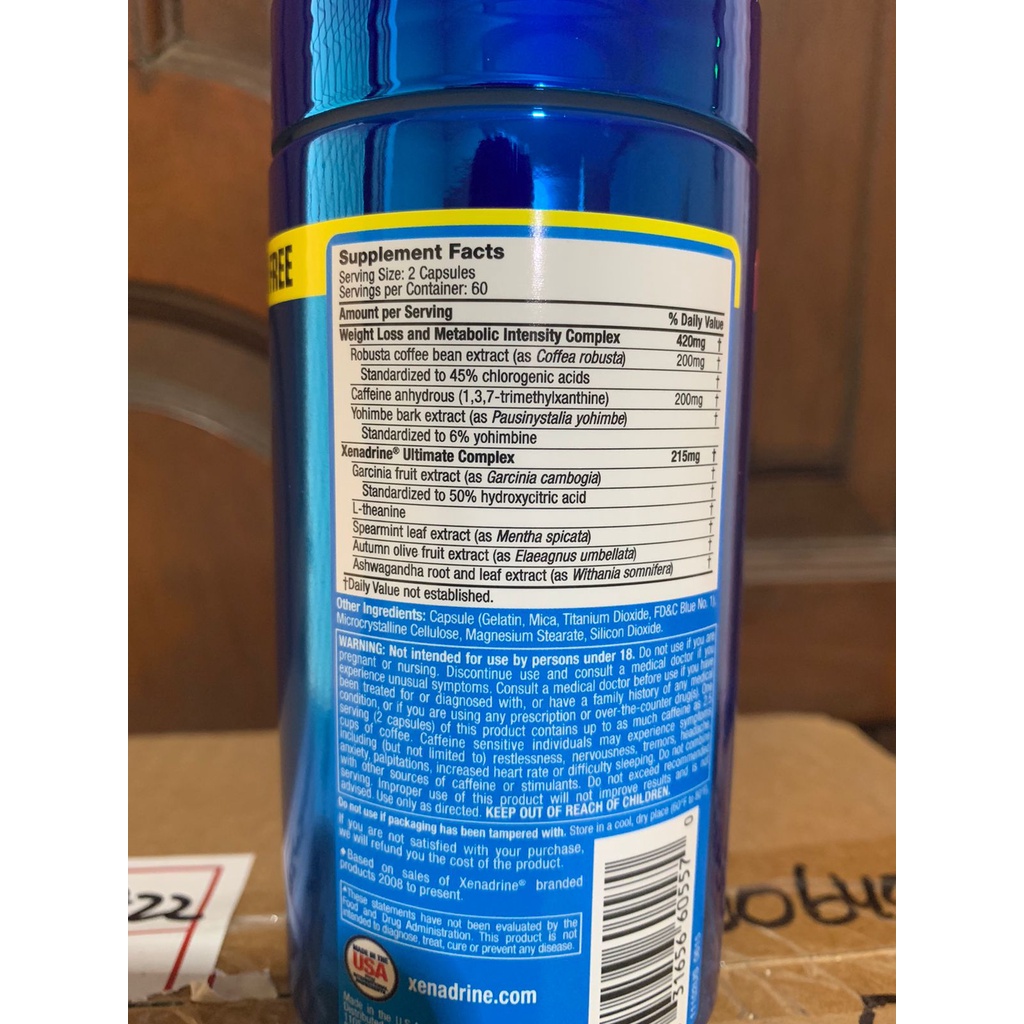 FREE
Supplement Facts
Serving Size: 2 Capsules
Servings per Container: 60
Amount per Serving % Daily Value
Weight Loss and Metabolic Intensity Complex 420mg †
Robusta coffee bean extract (as Coffea robusta) 200mg †
Standardized to 45% chlorogenic acids †
Caffeine anhydrous (1,3,7-trimethylxanthine) 200mg †
Yohimbe bark extract (as Pausinystalia yohimbe) †
Standardized to 6% yohimbine
Xenadrine® Ultimate Complex 215mg †
Garcinia fruit extract (as Garcinia cambogia) †
Standardized to 50% hydroxycitric acid †
L-theanine †
Spearmint leaf extract (as Mentha spicata) †
Autumn olive fruit extract (as Elaeagnus umbellata) †
Ashwagandha root and leaf extract (as Withania somnifera) †
†Daily Value not established.
Other Ingredients: Capsule (Gelatin, Mica, Titanium Dioxide, FD&C Blue No. 1),
Microcrystalline Cellulose, Magnesium Stearate, Silicon Dioxide.
WARNING: Not intended for use by persons under 18. Do not use if you are
pregnant or nursing. Discontinue use and consult a medical doctor if you
experience unusual symptoms. Consult a medical doctor before use if you have
been treated for or diagnosed with, or have a family history of any medical
condition, or if you are using any prescription or over-the-counter drug(s). One
serving (2 capsules) of this product contains up to as much caffeine as 2.5
cups of coffee. Caffeine sensitive individuals may experience symptoms
including (but not limited to) restlessness, nervousness, tremors, headache,
anxiety, palpitations, increased heart rate or difficulty sleeping. Do not combine
with other sources of caffeine or stimulants. Do not exceed recommended
serving. Improper use of this product will not improve results and is not
advised. Use only as directed. KEEP OUT OF REACH OF CHILDREN.
Do not use if packaging has been tampered with. Store in a cool, dry place (60°F to 80°F).
If you are not satisfied with your purchase,
we will refund you the cost of the product.
♦Based on sales of Xenadrine® branded
products 2008 to present.
These statements have not been evaluated by the
Food and Drug Administration. This product is not
intended to diagnose, treat, cure or prevent any disease.
MADE IN THE
USA
xenadrine.com
Made in the U.S.
Distributed
31656 60557 0
22